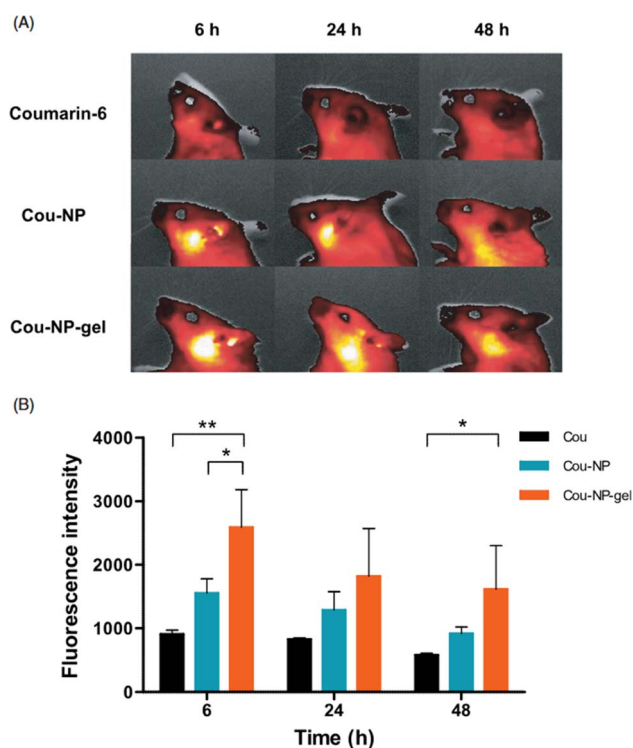 (A)
6 h 24 h 48 h
Coumarin-6
Cou-NP
Cou-NP-gel
(B)
** * *
Cou
Cou-NP
Cou-NP-gel
Fluorescence intensity
4000
3000
2000
1000
0
6 24 48
Time (h)